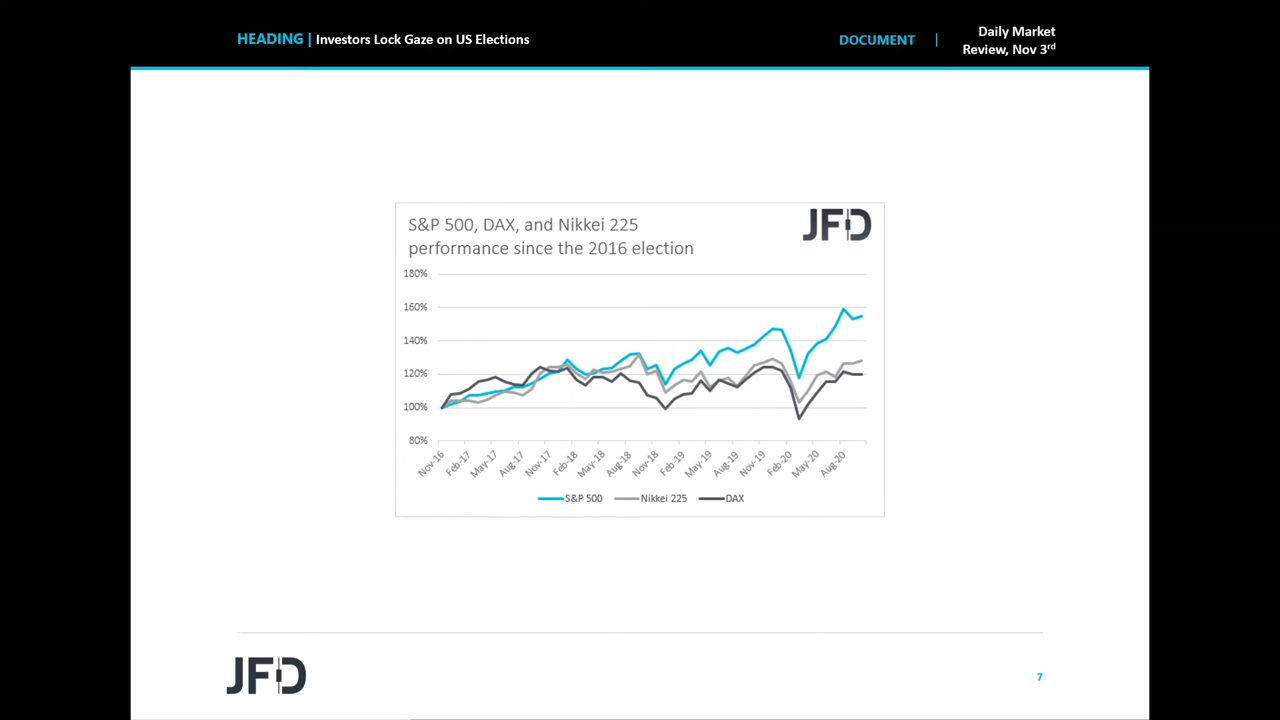 HEADING | Investors Lock Gaze on US Elections
DOCUMENT |
Daily Market
Review, Nov 3rd
S&P 500, DAX, and Nikkei 225
performance since the 2016 election
JFD
180%
160%
140%
120%
100%
80%
Nov-16 Feb-17 May-17 Aug-17 Nov-17 Feb-18 May-18 Aug-18 Nov-18 Feb-19 May-19 Aug-19 Nov-19 Feb-20 May-20 Aug-20
S&P 500 Nikkei 225 DAX
JFD
7